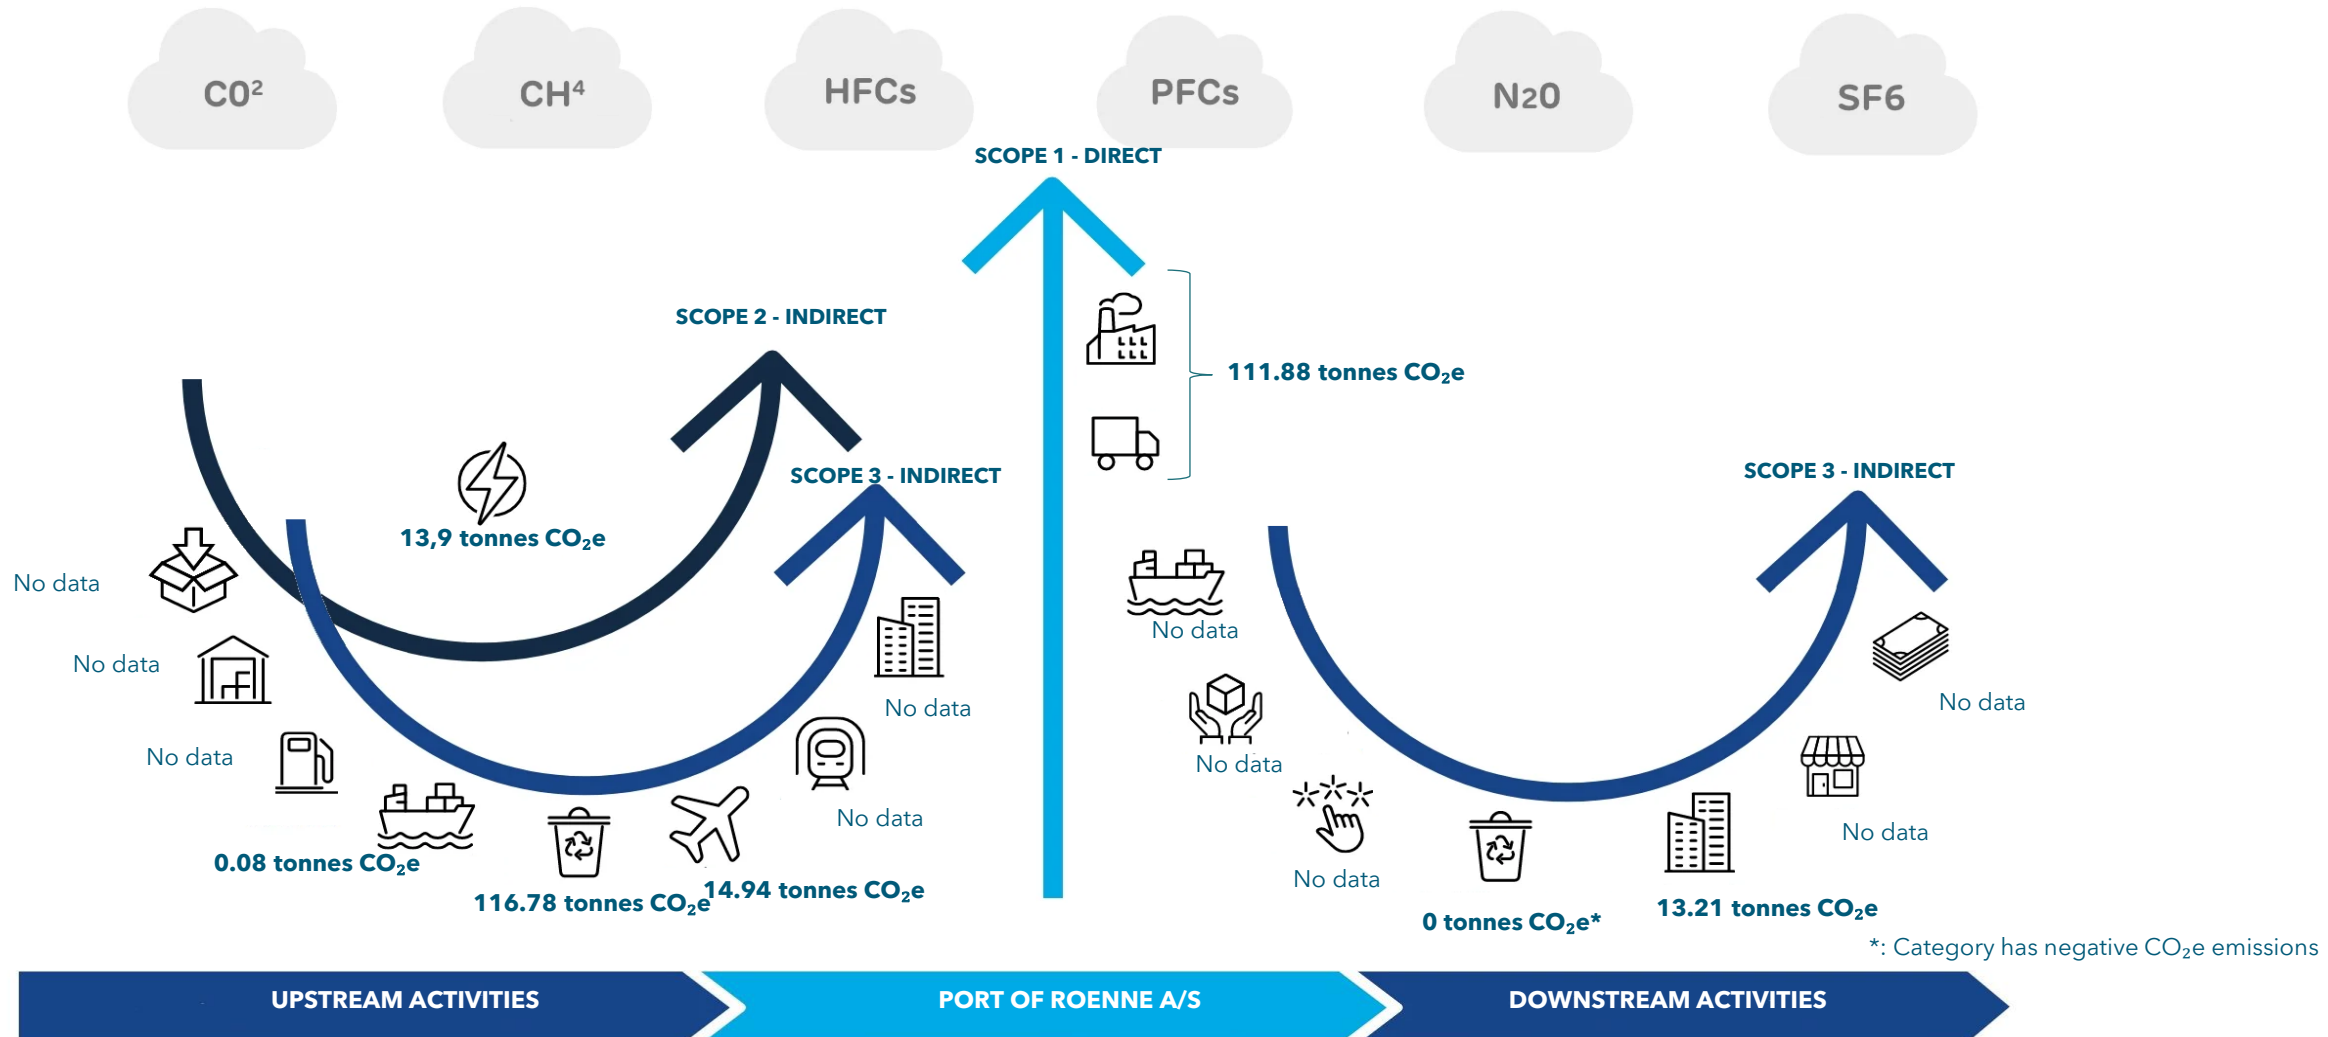 C0²
CH⁴
HFCs
PFCs
N20
SF6
SCOPE 1 - DIRECT
SCOPE 2 - INDIRECT
111.88 tonnes CO₂e
SCOPE 3 - INDIRECT
SCOPE 3 - INDIRECT
13,9 tonnes CO₂e
No data
No data
No data
No data
No data
No data
No data
No data
No data
0.08 tonnes CO₂e
116.78 tonnes CO₂e
14.94 tonnes CO₂e
No data
No data
0 tonnes CO₂e*
13.21 tonnes CO₂e
*: Category has negative CO₂e emissions
UPSTREAM ACTIVITIES
PORT OF ROENNE A/S
DOWNSTREAM ACTIVITIES